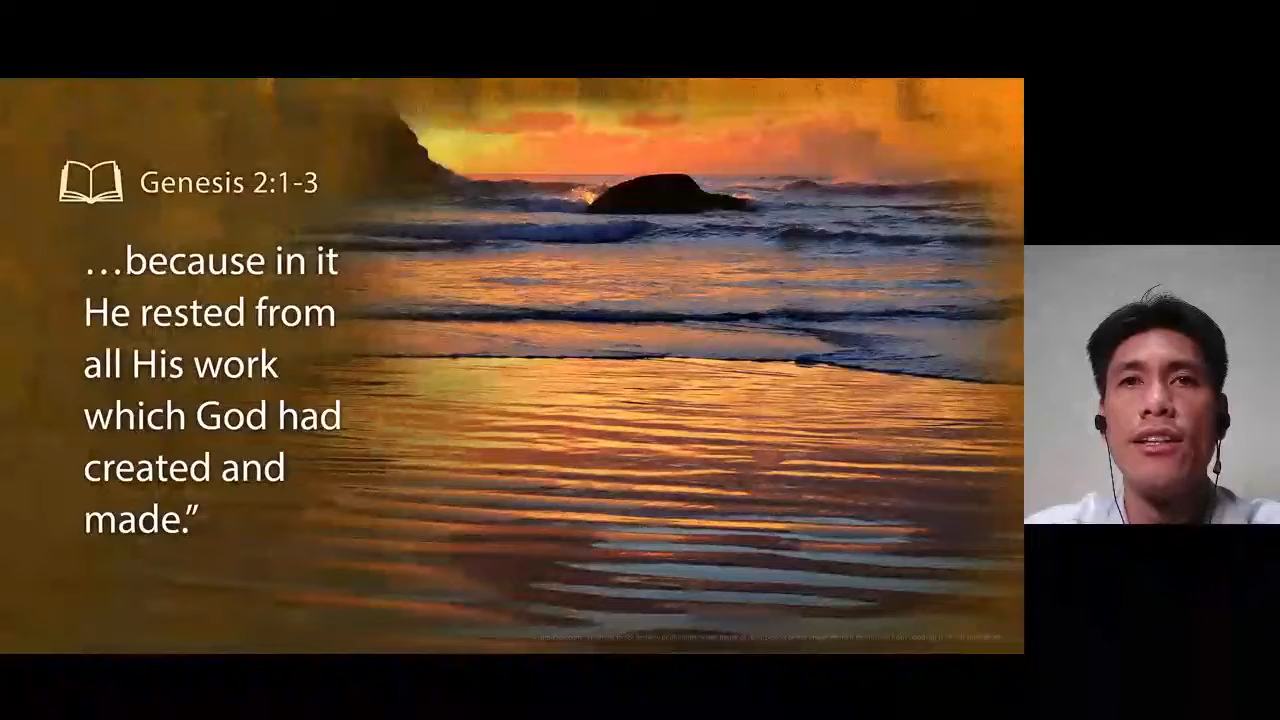 Genesis 2:1-3
…because in it
He rested from
all His work
which God had
created and
made.”